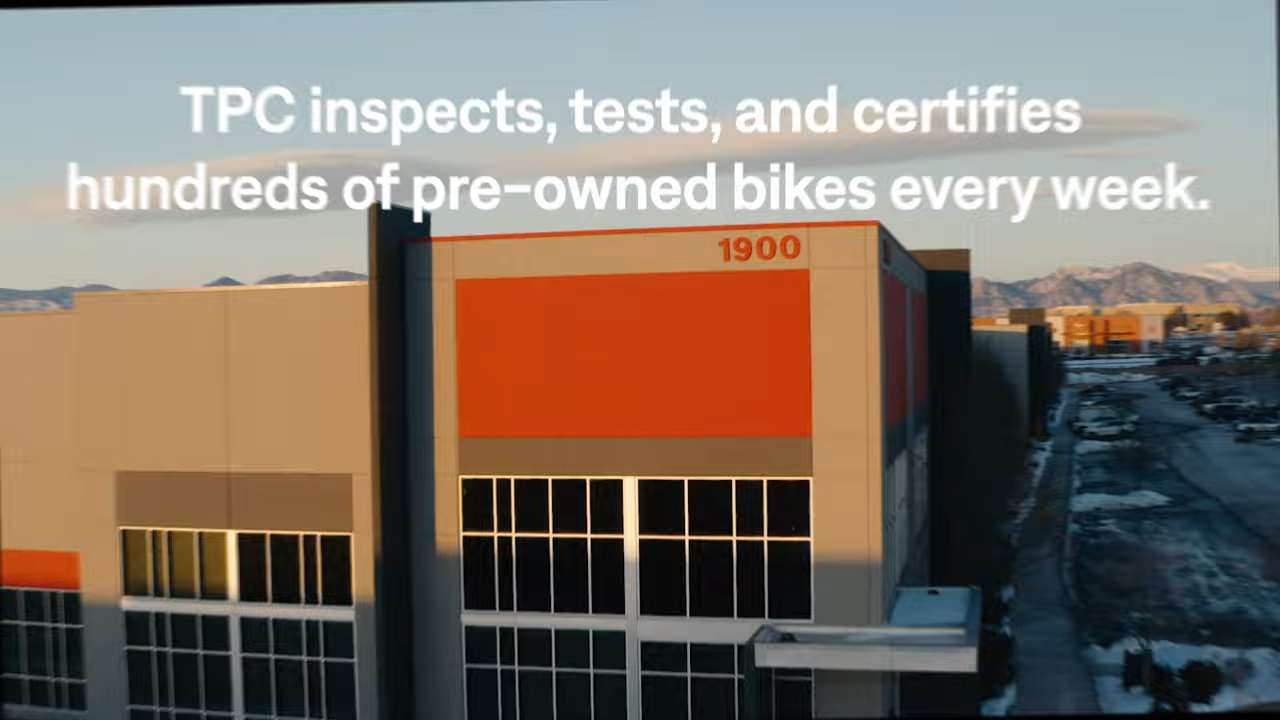 TPC inspects, tests, and certifies
hundreds of pre-owned bikes every week.
1900